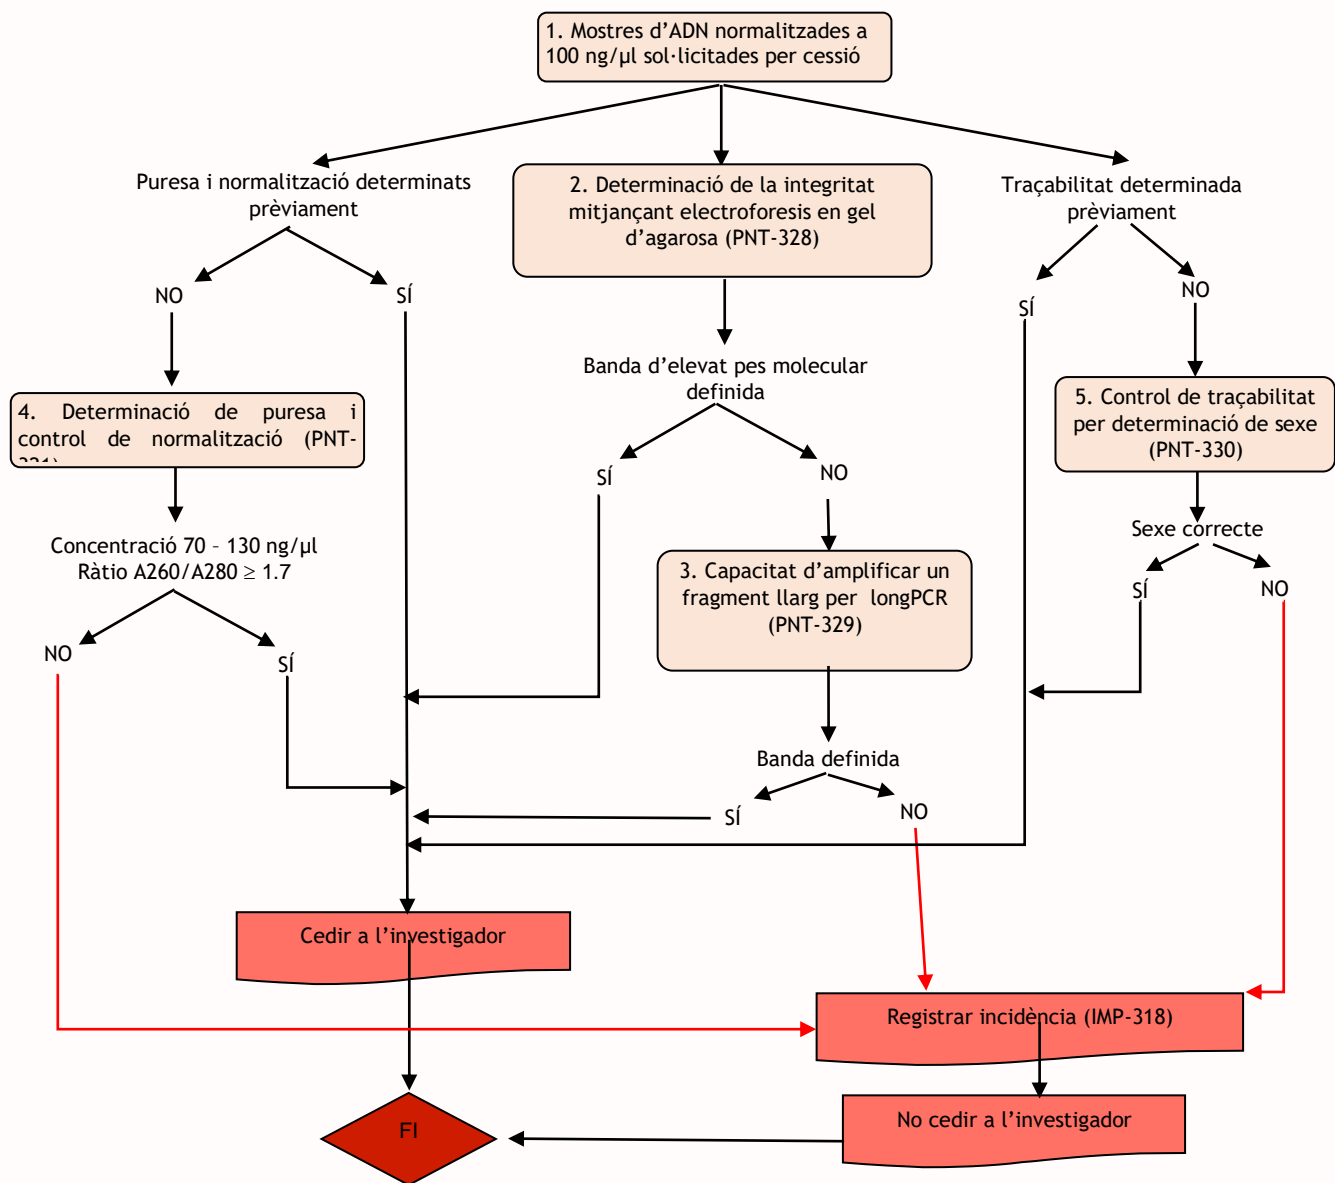 1. Mostres d’ADN normalitzades a
100 ng/µl sol·licitades per cessió
Puresa i normalització determinats
prèviament
2. Determinació de la integritat
mitjançant electroforesis en gel
d’agarosa (PNT-328)
Traçabilitat determinada
prèviament
NO
SÍ
SÍ
NO
Banda d’elevat pes molecular
definida
4. Determinació de puresa i
control de normalització (PNT-
5. Control de traçabilitat
per determinació de sexe
(PNT-330)
SÍ
NO
Concentració 70 – 130 ng/µl
Ràtio A260/A280 ≥ 1.7
Sexe correcte
3. Capacitat d’amplificar un
fragment llarg per longPCR
(PNT-329)
SÍ
NO
NO
SÍ
Banda definida
SÍ
NO
Cedir a l’investigador
Registrar incidència (IMP-318)
No cedir a l’investigador
FI